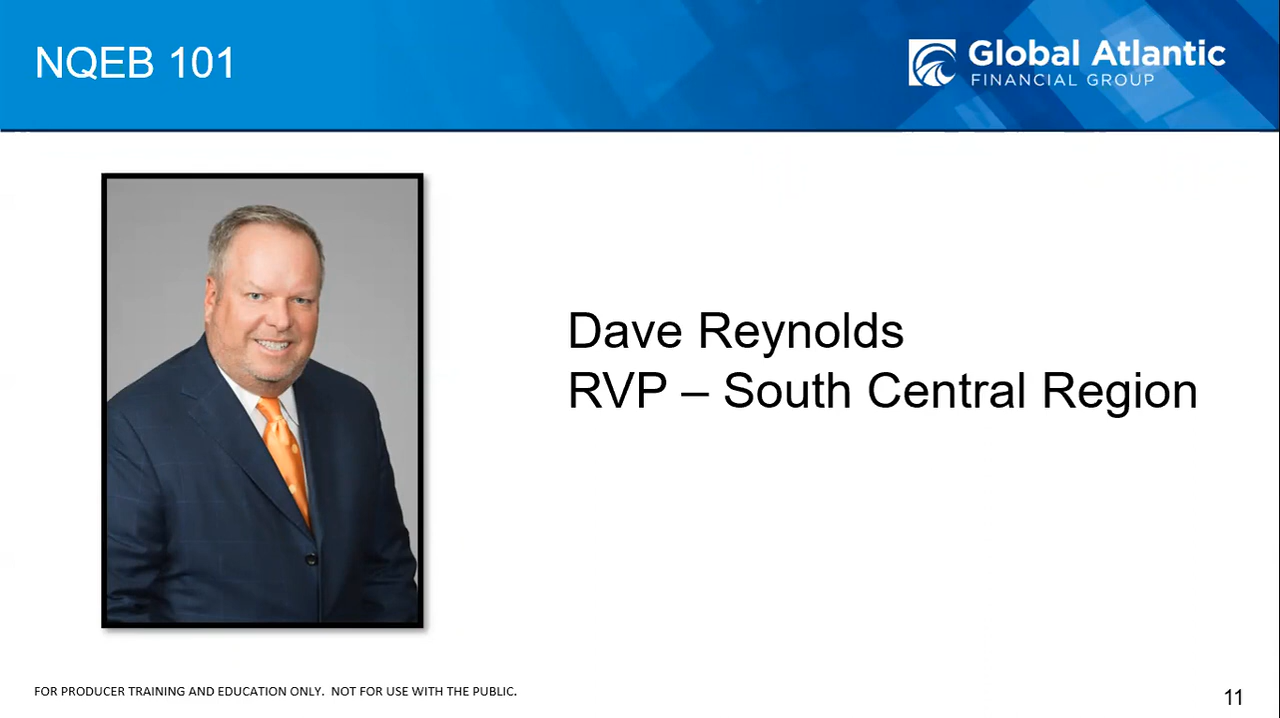 NQEB 101
Global Atlantic
FINANCIAL GROUP
Dave Reynolds
RVP – South Central Region
FOR PRODUCER TRAINING AND EDUCATION ONLY.  NOT FOR USE WITH THE PUBLIC.
11